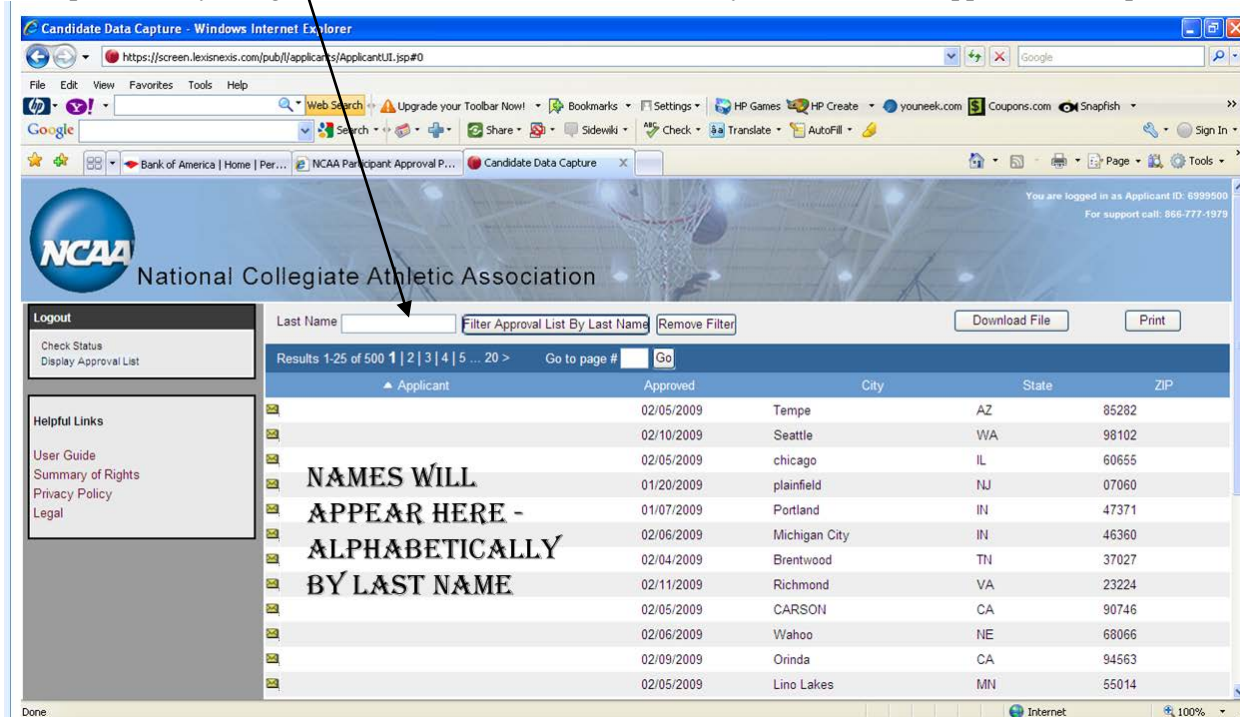 Candidate Data Capture - Windows Internet Explorer
https://screen.lexisnexis.com/pub/l/applicants/ApplicantUI.jsp#0
Google
File Edit View Favorites Tools Help
Web Search Upgrade your Toolbar Now! Bookmarks Settings HP Games HP Create youneek.com Coupons.com Snapfish
Google Search Share Sidewiki Check Translate AutoFill Sign In
Bank of America | Home | Per... NCAA Participant Approval P... Candidate Data Capture X Page Tools
You are logged in as Applicant ID: 6999500
For support call: 866-777-1979
NCAA
National Collegiate Athletic Association
Logout
Check Status
Display Approval List
Helpful Links
User Guide
Summary of Rights
Privacy Policy
Legal
Last Name Filter Approval List By Last Name Remove Filter Download File Print
Results 1-25 of 500 1 | 2 | 3 | 4 | 5 ... 20 > Go to page # Go
Applicant Approved City State ZIP
02/05/2009 Tempe AZ 85282
02/10/2009 Seattle WA 98102
02/05/2009 chicago IL 60655
01/20/2009 plainfield NJ 07060
01/07/2009 Portland IN 47371
02/06/2009 Michigan City IN 46360
02/04/2009 Brentwood TN 37027
02/11/2009 Richmond VA 23224
02/05/2009 CARSON CA 90746
02/06/2009 Wahoo NE 68066
02/09/2009 Orinda CA 94563
02/05/2009 Lino Lakes MN 55014
NAMES WILL
APPEAR HERE -
ALPHABETICALLY
BY LAST NAME
Done Internet 100%